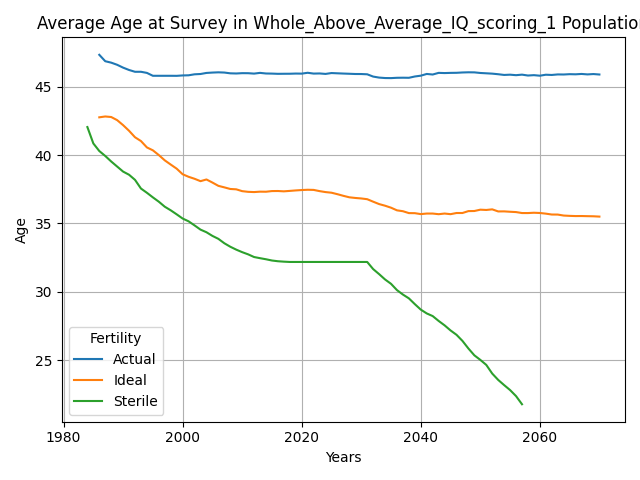 Average Age at Survey in Whole_Above_Average_IQ_scoring_1 Population
Age
45
40
35
30
25
Fertility
Actual
Ideal
Sterile
1980 2000 2020 2040 2060
Years